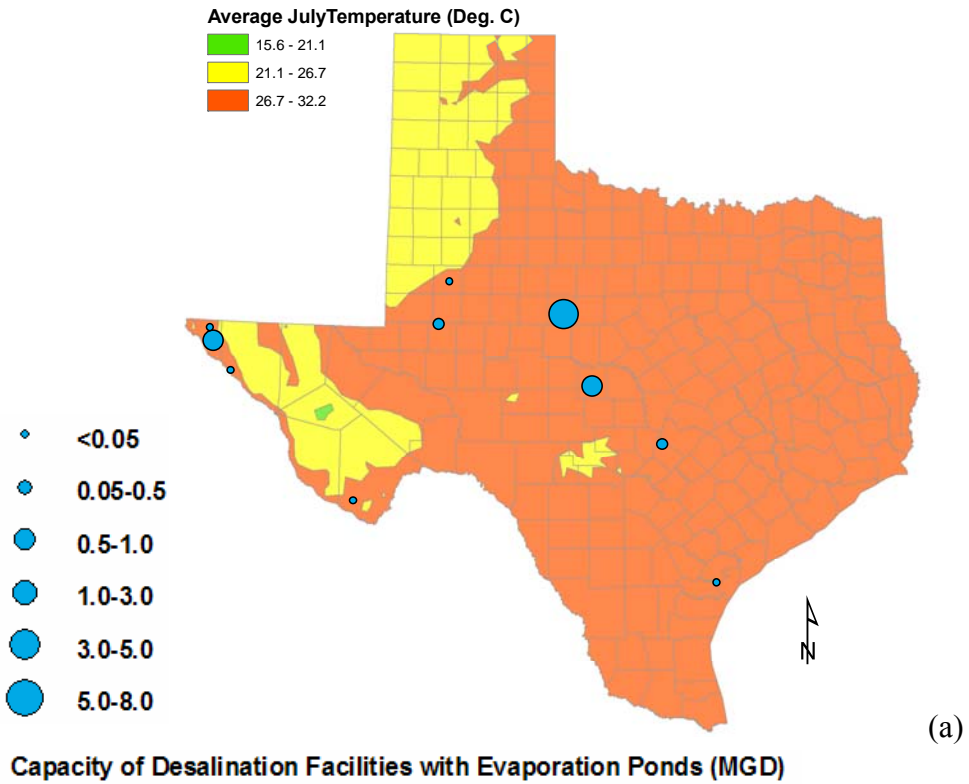 Average JulyTemperature (Deg. C)
15.6 - 21.1
21.1 - 26.7
26.7 - 32.2
<0.05
0.05-0.5
0.5-1.0
1.0-3.0
3.0-5.0
5.0-8.0
N
(a)
Capacity of Desalination Facilities with Evaporation Ponds (MGD)